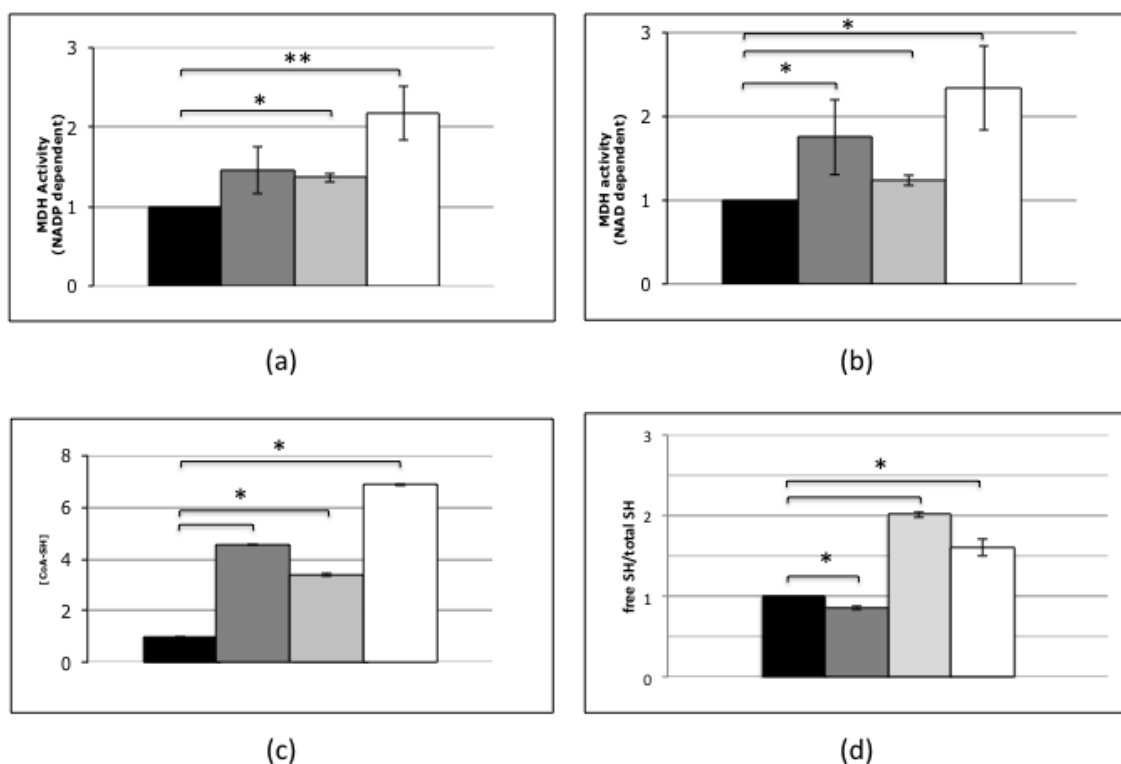 3
2
1
0
MDH Activity
(NADP dependent)
*
**
(a)
3
2
1
0
MDH activity
(NAD dependent)
*
*
(b)
8
6
4
2
0
[CoA-SH]
*
*
(c)
3
2
1
0
free SH/total SH
*
*
(d)